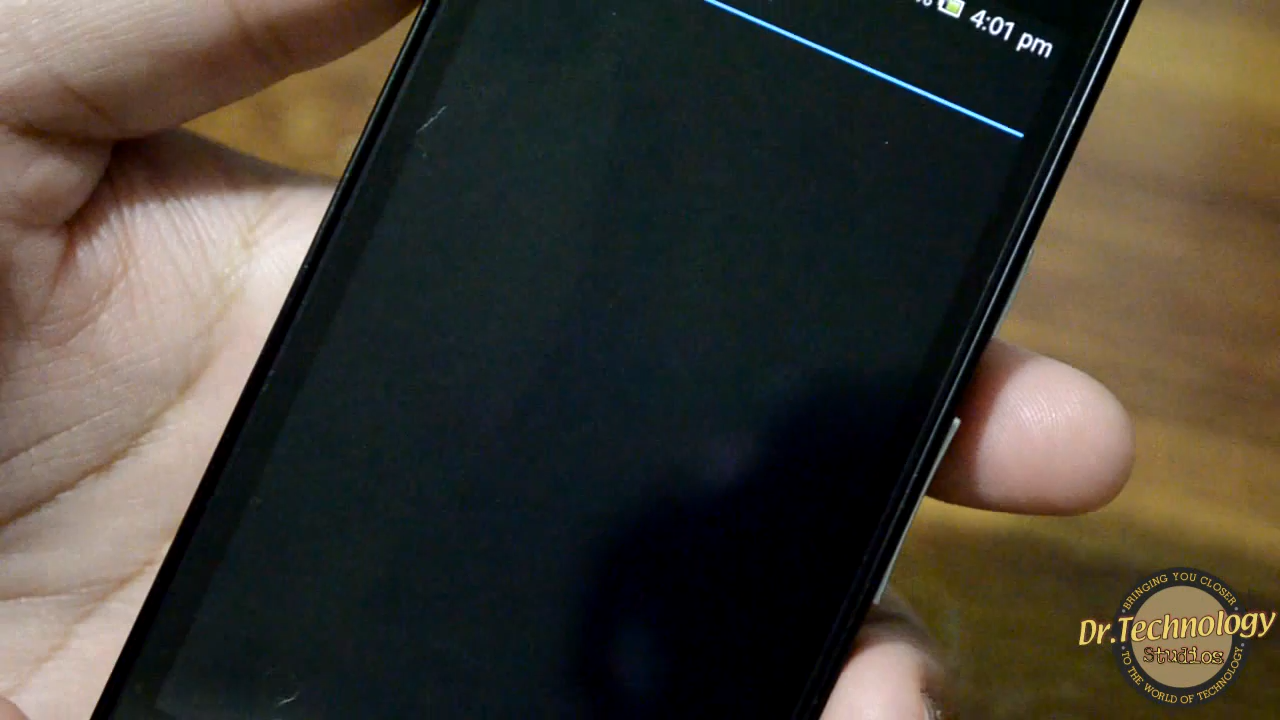 4:01 pm
BRINGING YOU CLOSER
Dr.Technology
Studios
TO THE WORLD OF TECHNOLOGY